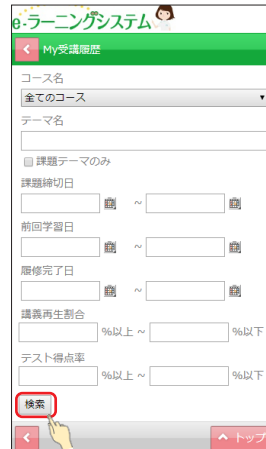 e-ラーニングシステム
My受講履歴
コース名
全てのコース
テーマ名
課題テーマのみ
課題締切日
~
前回学習日
~
履修完了日
~
講義再生割合
%以上 ~ %以下
テスト得点率
%以上 ~ %以下
検索
トップ